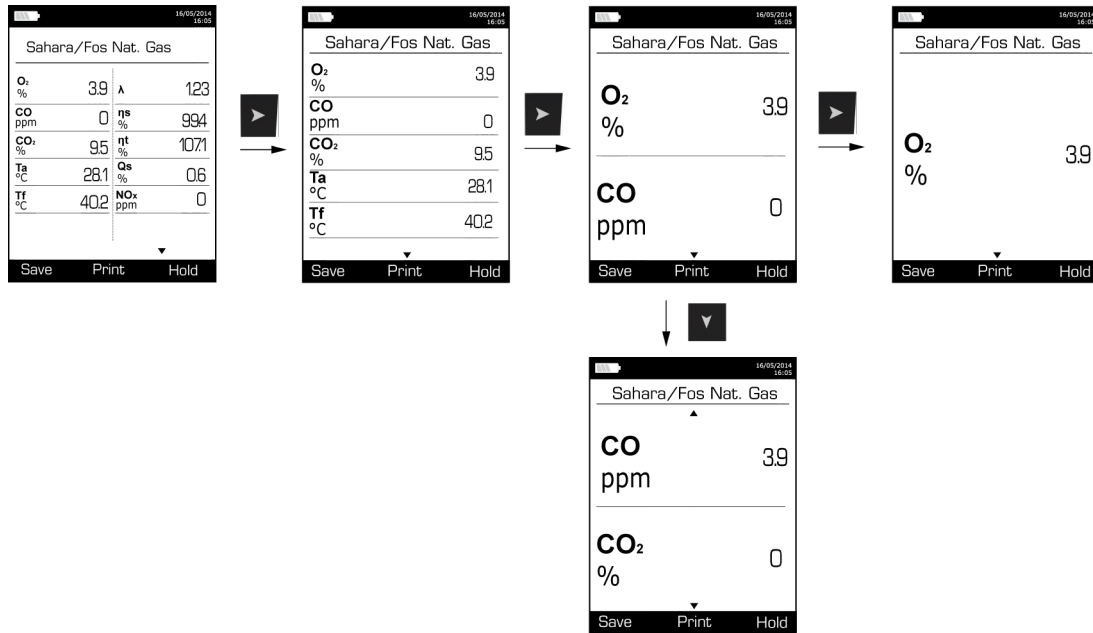 16/05/2014
16:05
Sahara/Fos Nat. Gas
O₂ % 3.9 λ 1.23
CO ppm 0 ηs % 99.4
CO₂ % 9.5 ηt % 107.1
Ta °C 28.1 Qs % 0.6
Tf °C 40.2 NOx ppm 0
Save Print Hold
16/05/2014
16:05
Sahara/Fos Nat. Gas
O₂
% 3.9
CO
ppm 0
CO₂
% 9.5
Ta
°C 28.1
Tf
°C 40.2
Save Print Hold
16/05/2014
16:05
Sahara/Fos Nat. Gas
O₂
% 3.9
CO
ppm 0
Save Print Hold
16/05/2014
16:05
Sahara/Fos Nat. Gas
O₂
% 3.9
Save Print Hold
16/05/2014
16:05
Sahara/Fos Nat. Gas
CO
ppm 3.9
CO₂
% 0
Save Print Hold